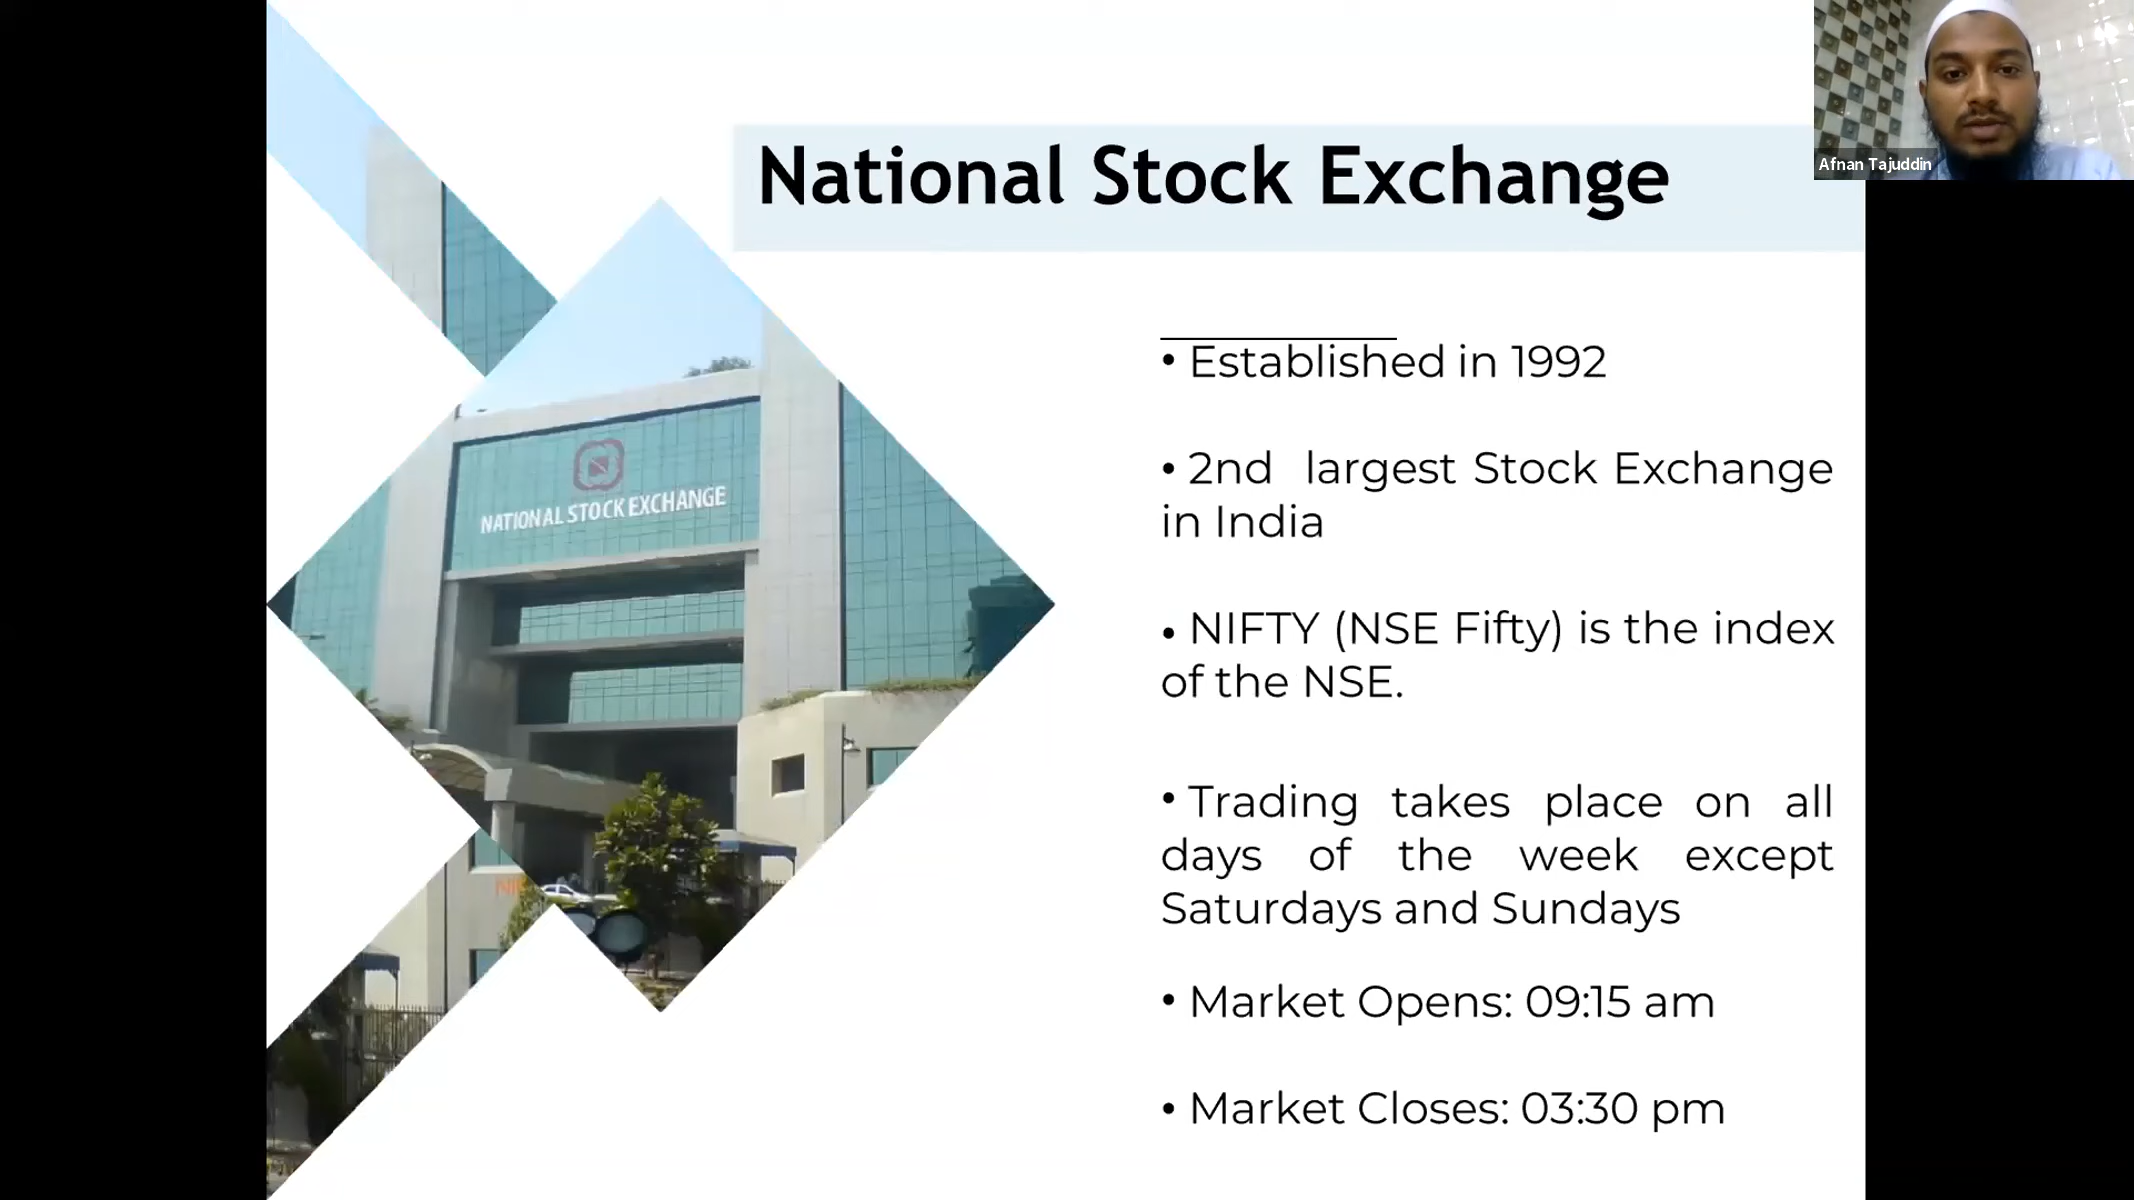 Afnan Tajuddin
National Stock Exchange
NATIONAL STOCK EXCHANGE
• Established in 1992
• 2nd largest Stock Exchange
in India
• NIFTY (NSE Fifty) is the index
of the NSE.
• Trading takes place on all
days of the week except
Saturdays and Sundays
• Market Opens: 09:15 am
• Market Closes: 03:30 pm